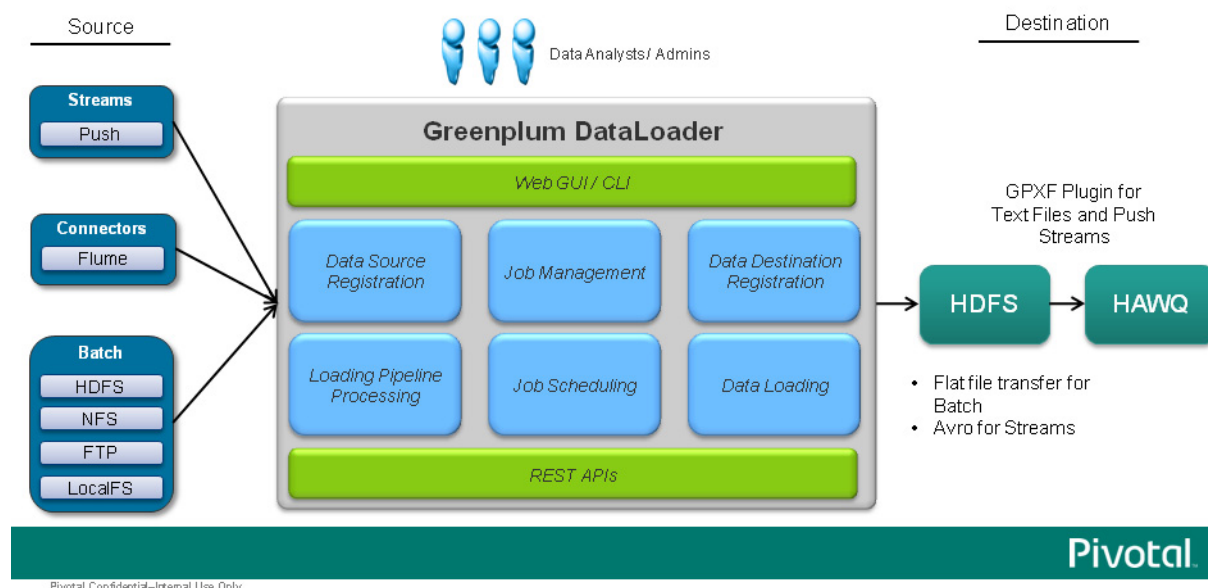 Source
Destination
Data Analysts/ Admins
Streams
Push
Connectors
Flume
Batch
HDFS
NFS
FTP
LocalFS
Greenplum DataLoader
Web GUI / CLI
Data Source
Registration
Job Management
Data Destination
Registration
Loading Pipeline
Processing
Job Scheduling
Data Loading
REST APIs
GPXF Plugin for
Text Files and Push
Streams
HDFS
HAWQ
• Flat file transfer for
Batch
• Avro for Streams
Pivotal
Pivotal Confidential–Internal Use Only